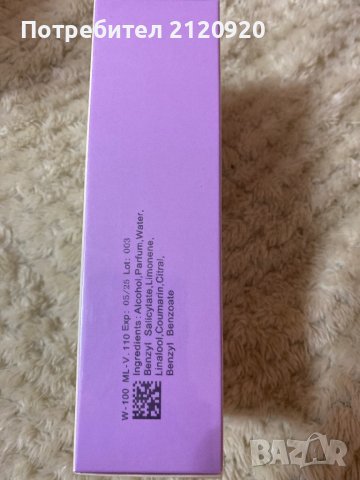 Потребител 2120920
W-100 ML-V.110 Exp: 05/25 Lot: 003
Ingredients:Alcohol,Parfum,Water,
Benzyl Salicylate,Limonene,
Linalool,Coumarin,Citral,
Benzyl Benzoate
BAZAR